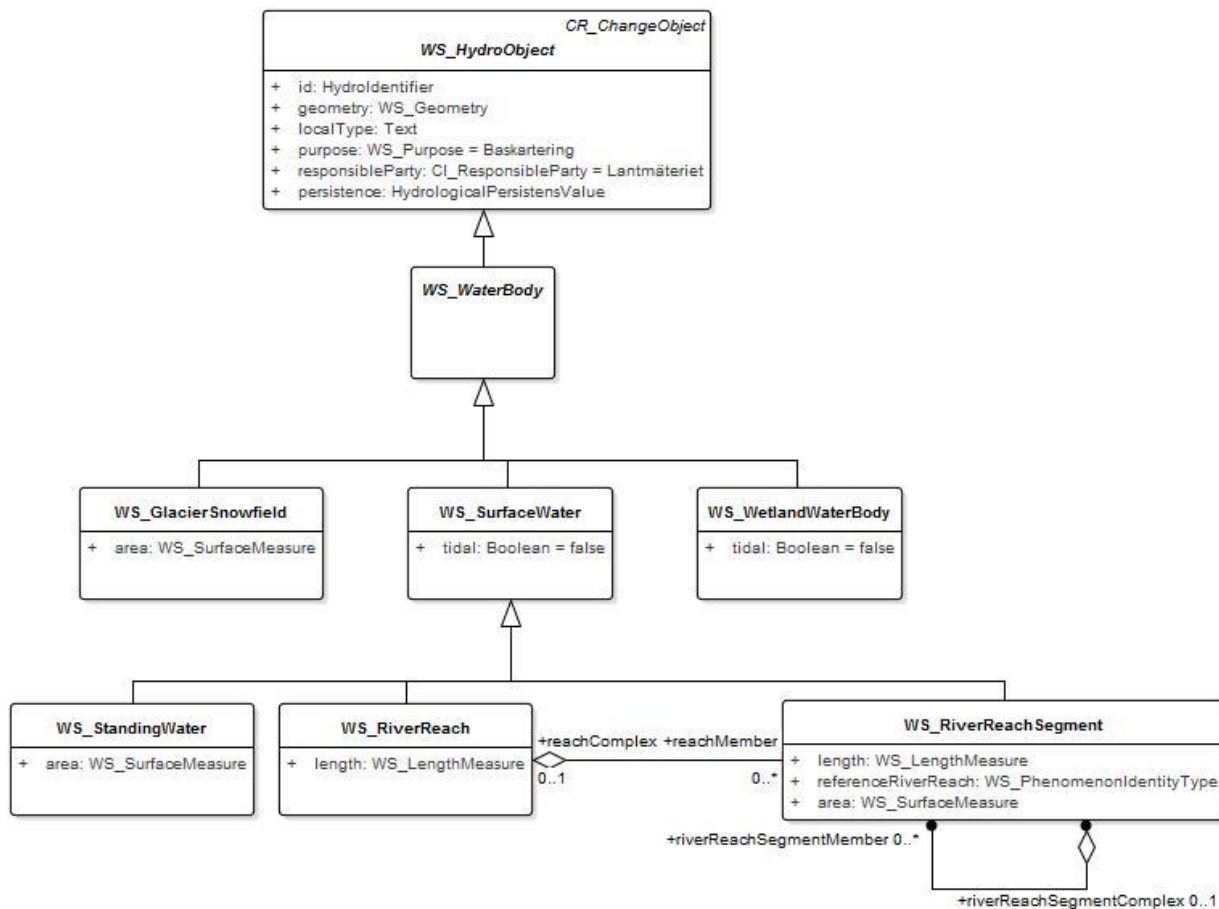 CR_ChangeObject
WS_HydroObject
+ id: HydroIdentifier
+ geometry: WS_Geometry
+ localType: Text
+ purpose: WS_Purpose = Baskartering
+ responsibleParty: CI_ResponsibleParty = Lantmäteriet
+ persistence: HydrologicalPersistensValue
WS_WaterBody
WS_GlacierSnowfield
+ area: WS_SurfaceMeasure
WS_SurfaceWater
+ tidal: Boolean = false
WS_WetlandWaterBody
+ tidal: Boolean = false
WS_StandingWater
+ area: WS_SurfaceMeasure
WS_RiverReach
+ length: WS_LengthMeasure
+reachComplex +reachMember
0..1 0..*
WS_RiverReachSegment
+ length: WS_LengthMeasure
+ referenceRiverReach: WS_PhenomenonIdentityType
+ area: WS_SurfaceMeasure
+riverReachSegmentMember 0..*
+riverReachSegmentComplex 0..1